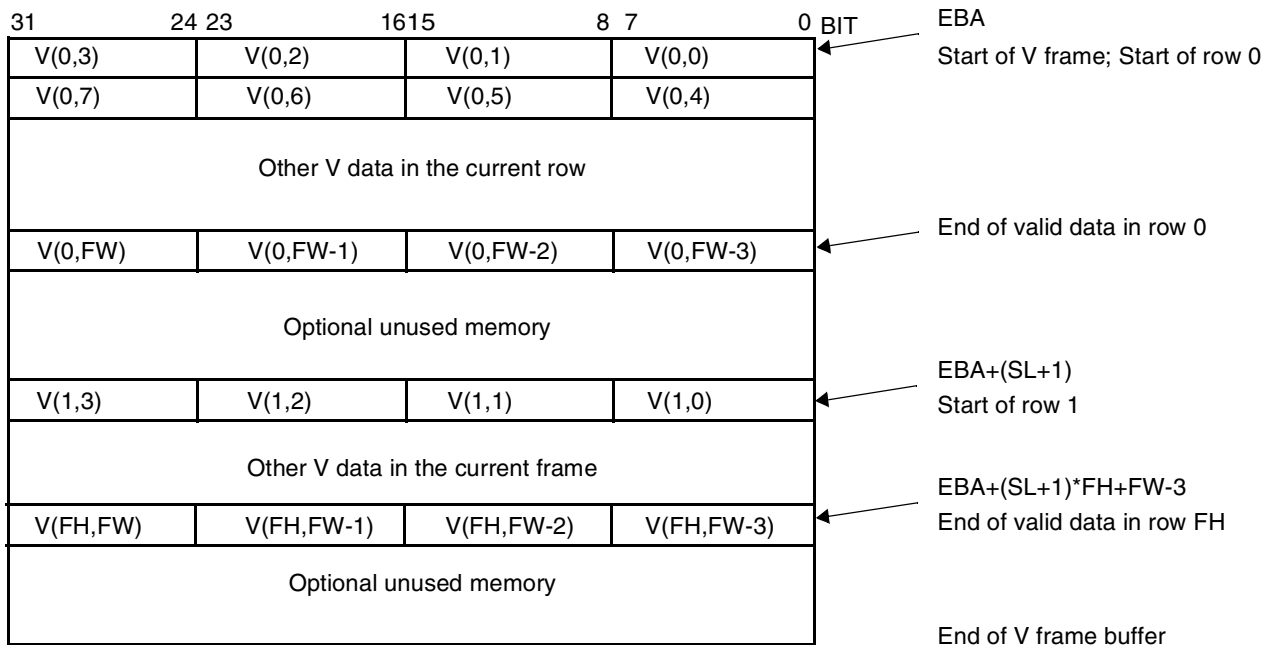 31 24 23 1615 8 7 0 BIT EBA
V(0,3) V(0,2) V(0,1) V(0,0) Start of V frame; Start of row 0
V(0,7) V(0,6) V(0,5) V(0,4)
Other V data in the current row
V(0,FW) V(0,FW-1) V(0,FW-2) V(0,FW-3) End of valid data in row 0
Optional unused memory
EBA+(SL+1)
V(1,3) V(1,2) V(1,1) V(1,0) Start of row 1
Other V data in the current frame
EBA+(SL+1)*FH+FW-3
V(FH,FW) V(FH,FW-1) V(FH,FW-2) V(FH,FW-3) End of valid data in row FH
Optional unused memory
End of V frame buffer